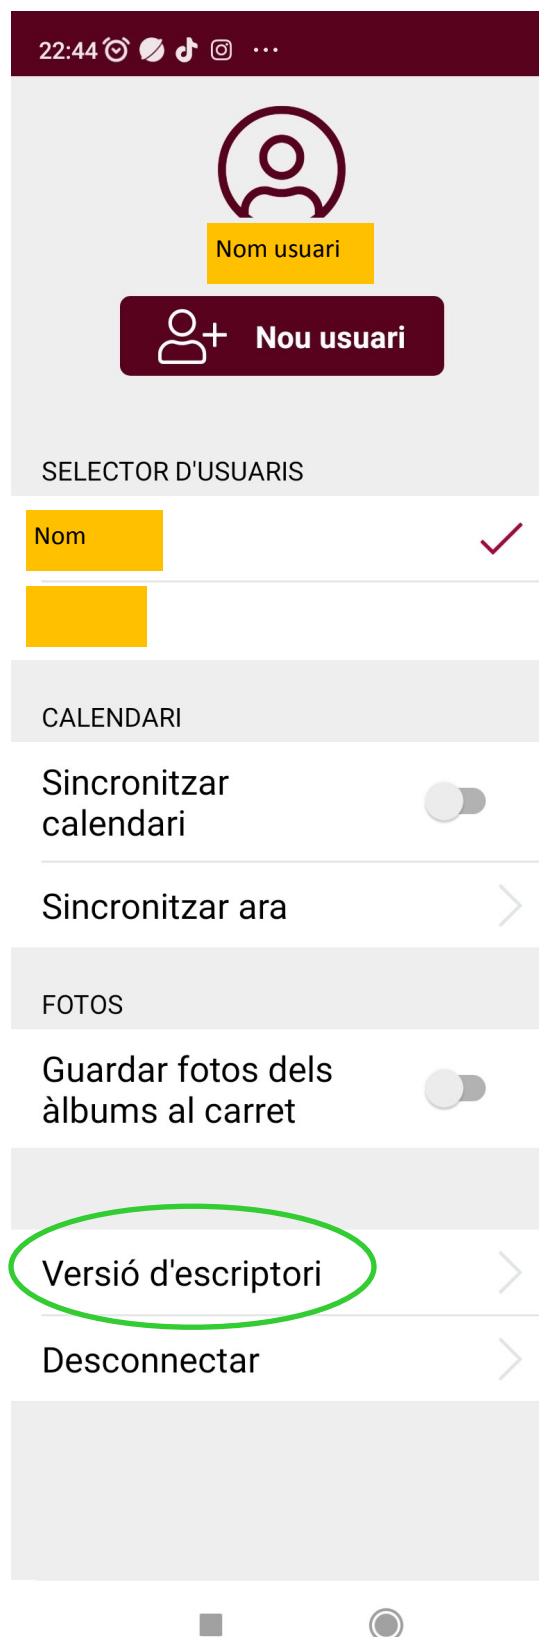 22:44
Nom usuari
Nou usuari
SELECTOR D'USUARIS
Nom
CALENDARI
Sincronitzar
calendari
Sincronitzar ara
FOTOS
Guardar fotos dels
àlbums al carret
Versió d'escriptori
Desconnectar